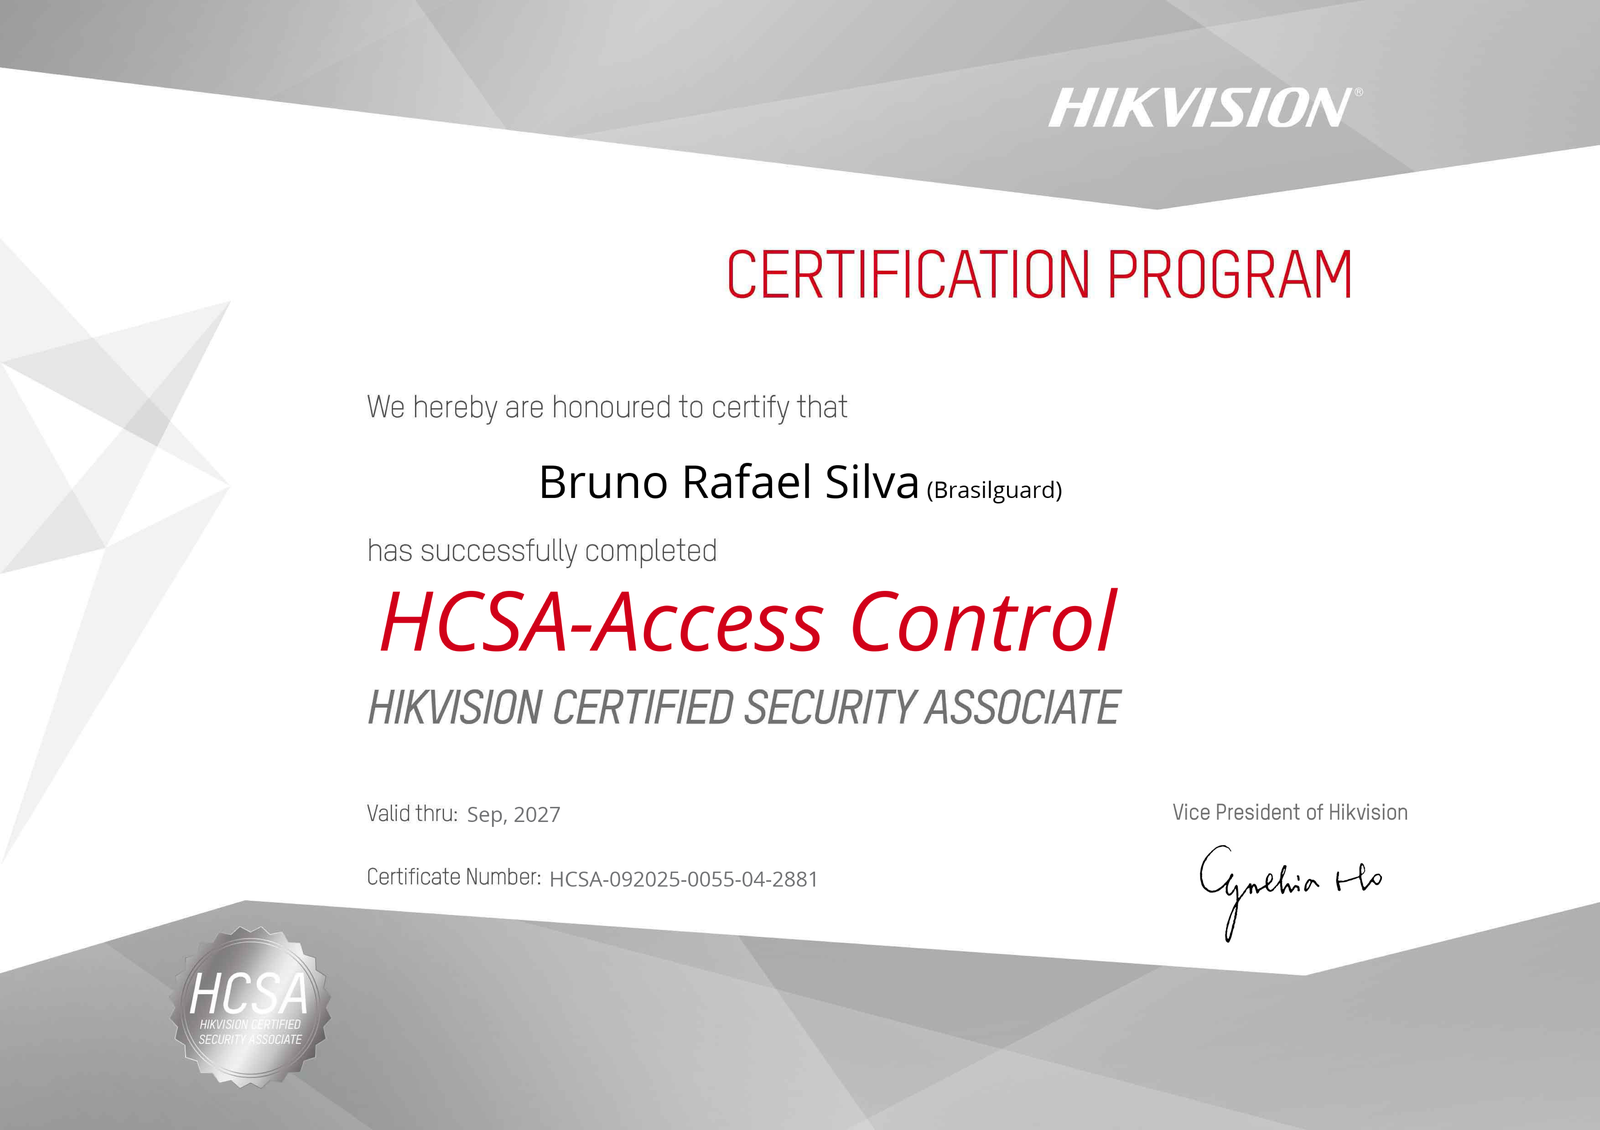 HIKVISION®
CERTIFICATION PROGRAM
We hereby are honoured to certify that
Bruno Rafael Silva (Brasilguard)
has successfully completed
HCSA-Access Control
HIKVISION CERTIFIED SECURITY ASSOCIATE
Valid thru: Sep, 2027
Vice President of Hikvision
Certificate Number: HCSA-092025-0055-04-2881
Cynthia Ho
HCSA
HIKVISION CERTIFIED
SECURITY ASSOCIATE